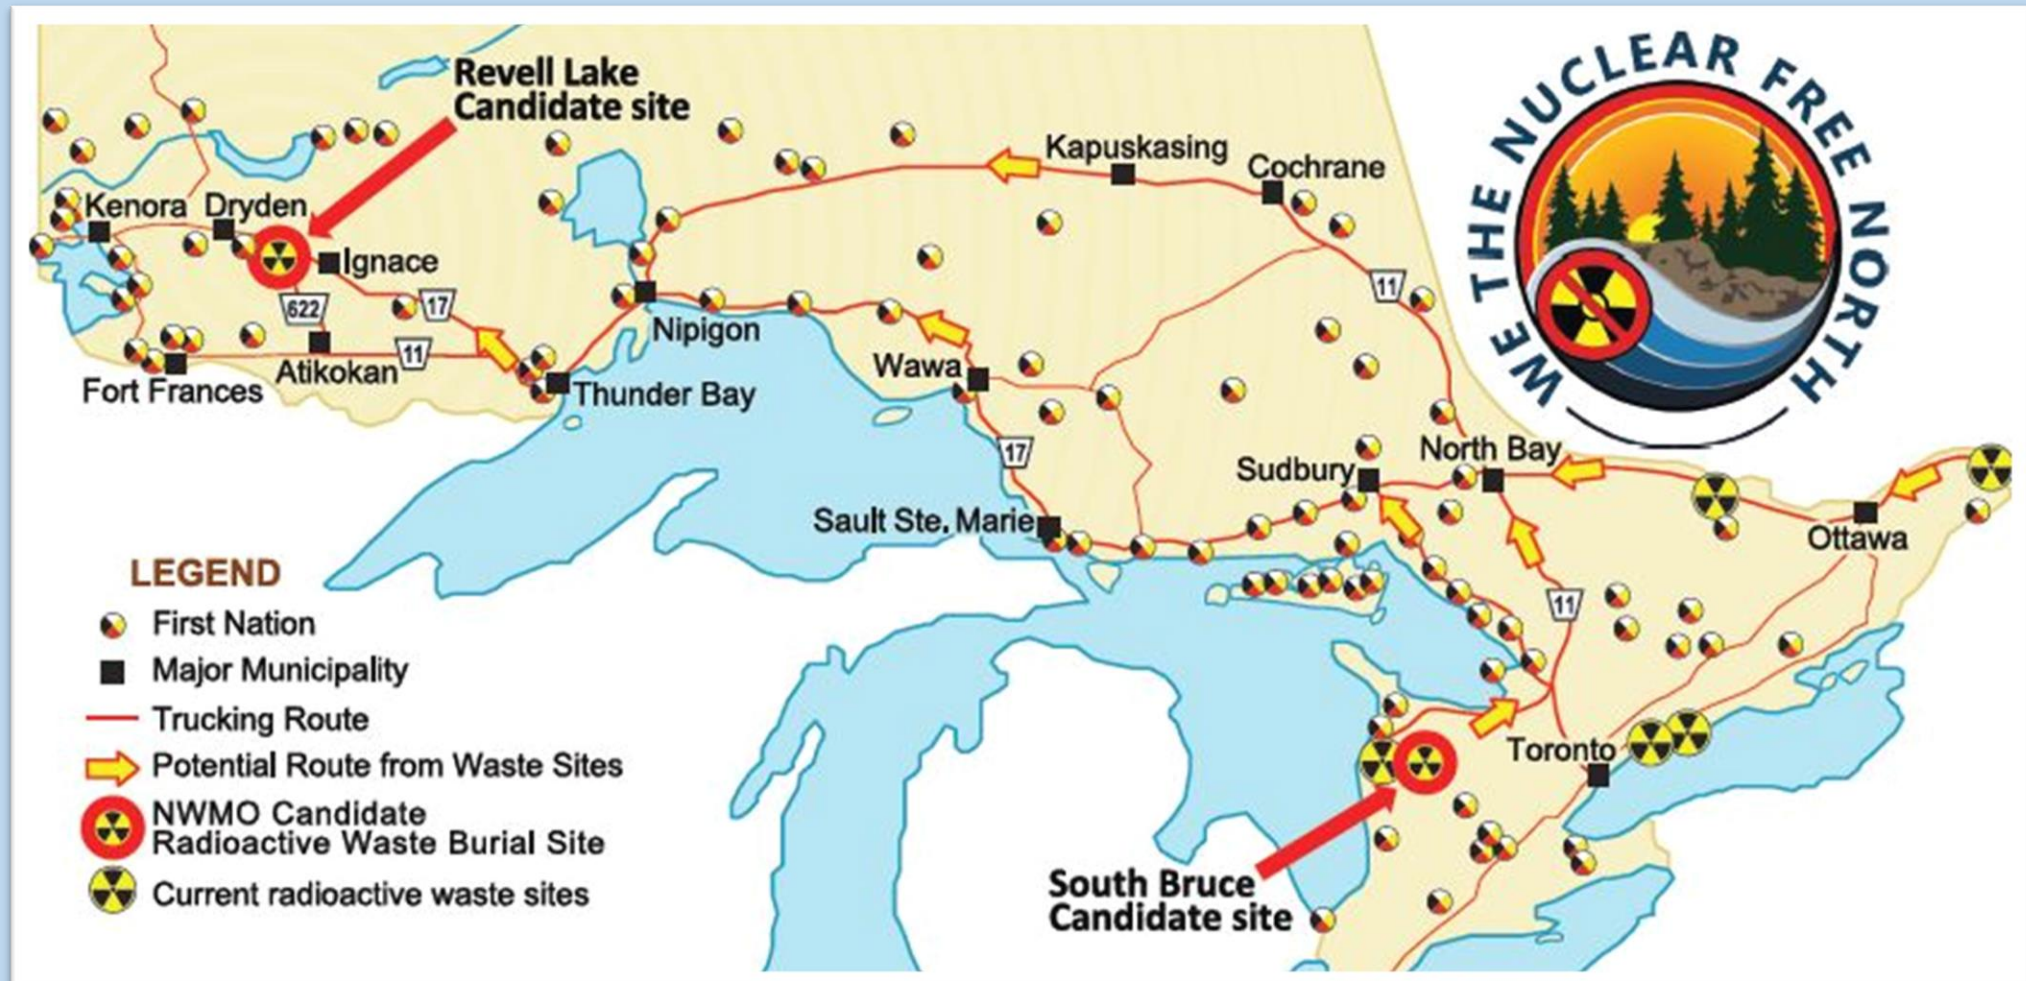 Revell Lake
Candidate site
WE THE NUCLEAR FREE NORTH
Kapuskasing
Cochrane
Kenora
Dryden
Ignace
622
17
11
Nipigon
Atikokan
11
Wawa
Fort Frances
Thunder Bay
17
Sudbury
North Bay
Sault Ste. Marie
Ottawa
11
Toronto
South Bruce
Candidate site
LEGEND
First Nation
Major Municipality
Trucking Route
Potential Route from Waste Sites
NWMO Candidate
Radioactive Waste Burial Site
Current radioactive waste sites